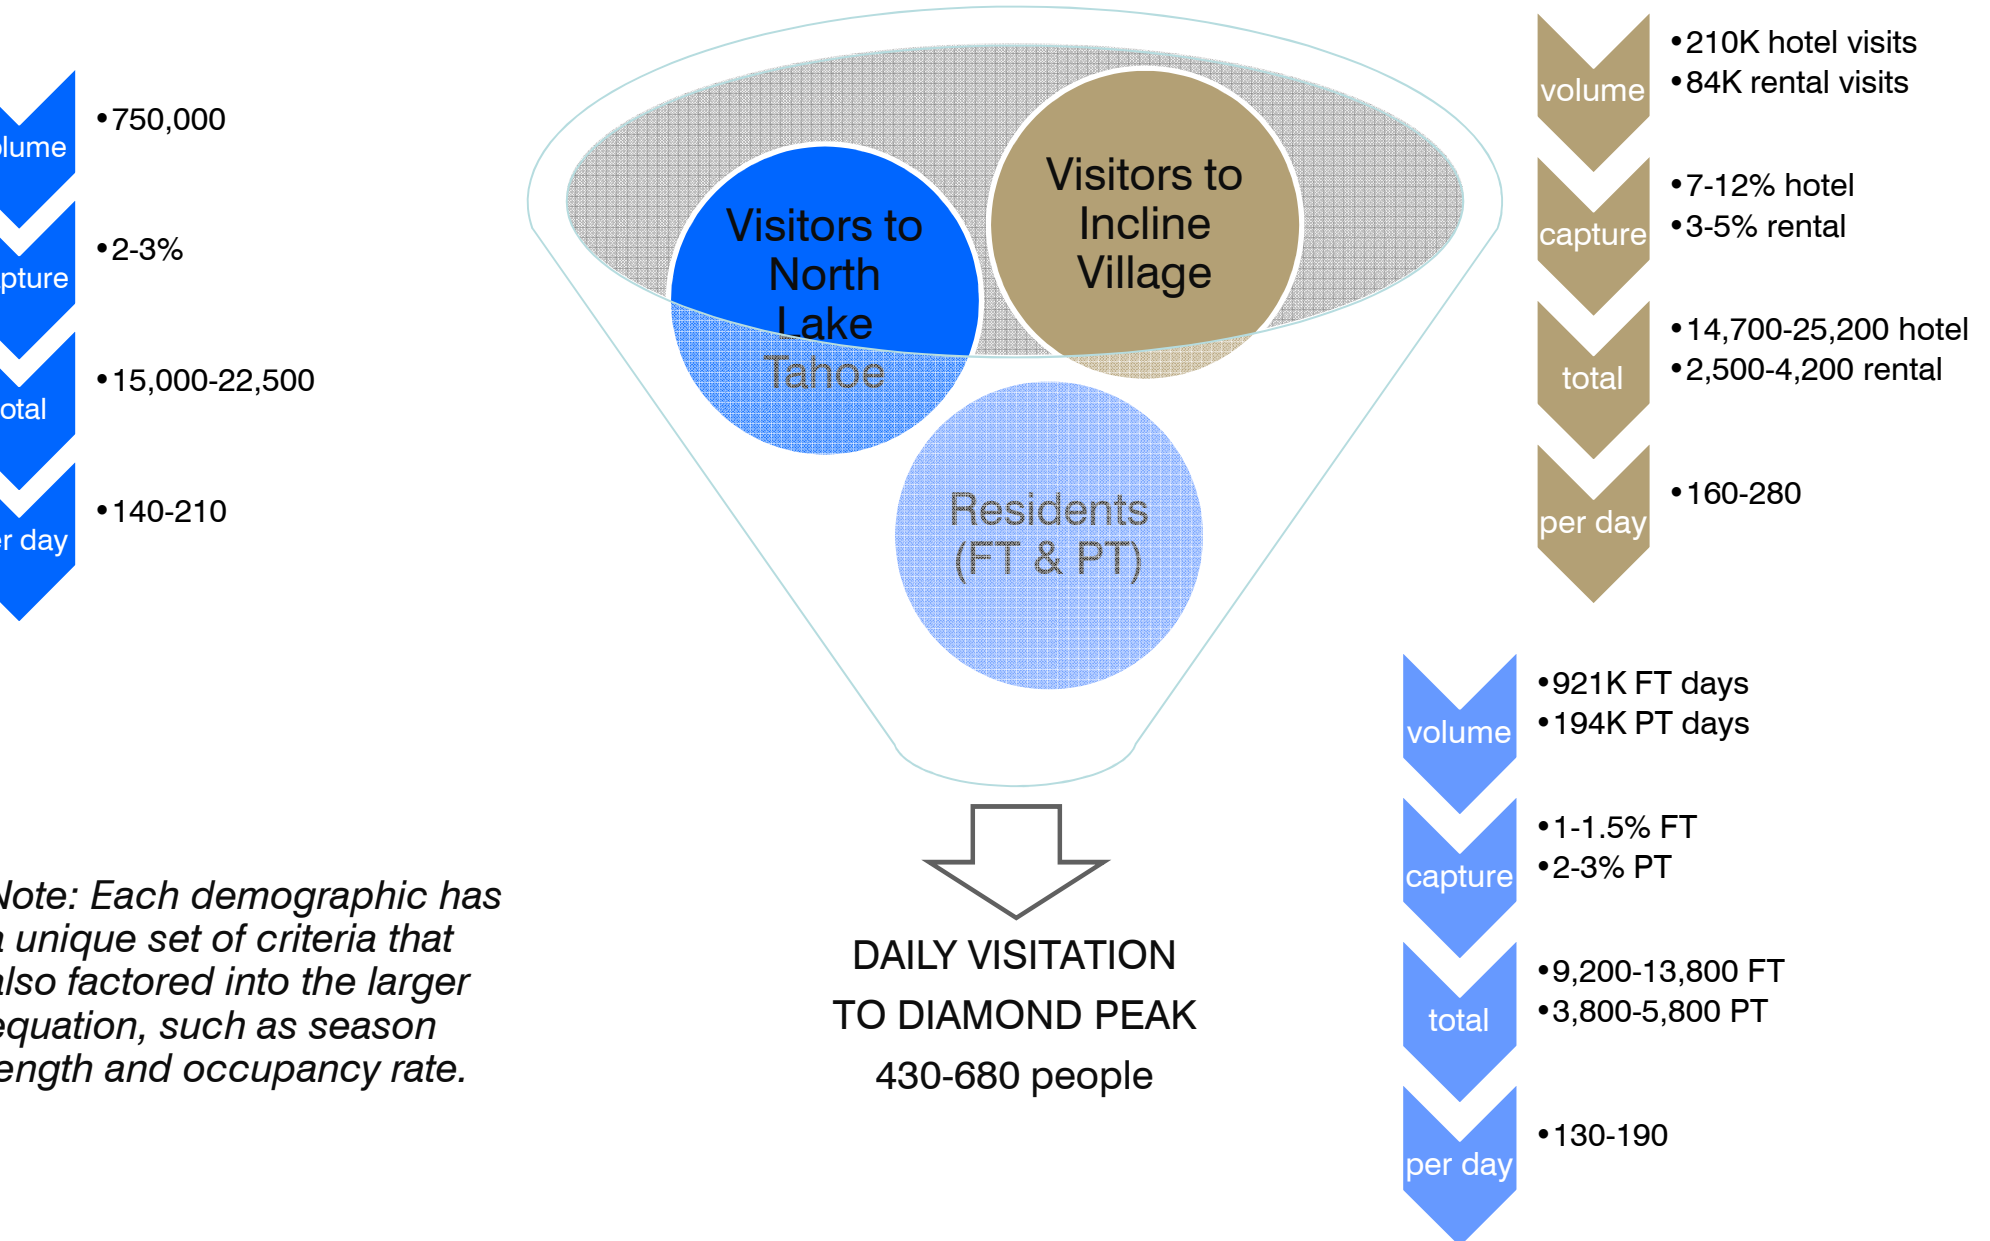 olume
•750,000
pture
•2-3%
otal
•15,000-22,500
r day
•140-210
Visitors to
North
Lake
Tahoe
Visitors to
Incline
Village
Residents
(FT & PT)
volume
•210K hotel visits
•84K rental visits
capture
•7-12% hotel
•3-5% rental
total
•14,700-25,200 hotel
•2,500-4,200 rental
per day
•160-280
volume
•921K FT days
•194K PT days
capture
•1-1.5% FT
•2-3% PT
total
•9,200-13,800 FT
•3,800-5,800 PT
per day
•130-190
Note: Each demographic has
a unique set of criteria that
also factored into the larger
equation, such as season
length and occupancy rate.
DAILY VISITATION
TO DIAMOND PEAK
430-680 people